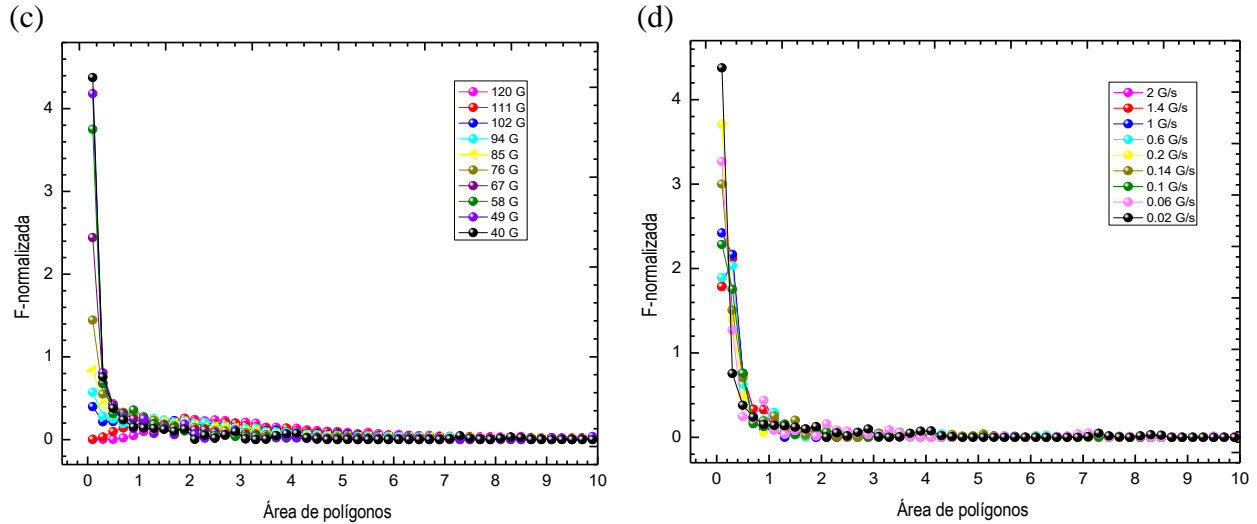 (c)
4
3
2
1
0
F-normalizada
120 G
111 G
102 G
94 G
85 G
76 G
67 G
58 G
49 G
40 G
0 1 2 3 4 5 6 7 8 9 10
Área de polígonos
(d)
4
3
2
1
0
F-normalizada
2 G/s
1.4 G/s
1 G/s
0.6 G/s
0.2 G/s
0.14 G/s
0.1 G/s
0.06 G/s
0.02 G/s
0 1 2 3 4 5 6 7 8 9 10
Área de polígonos